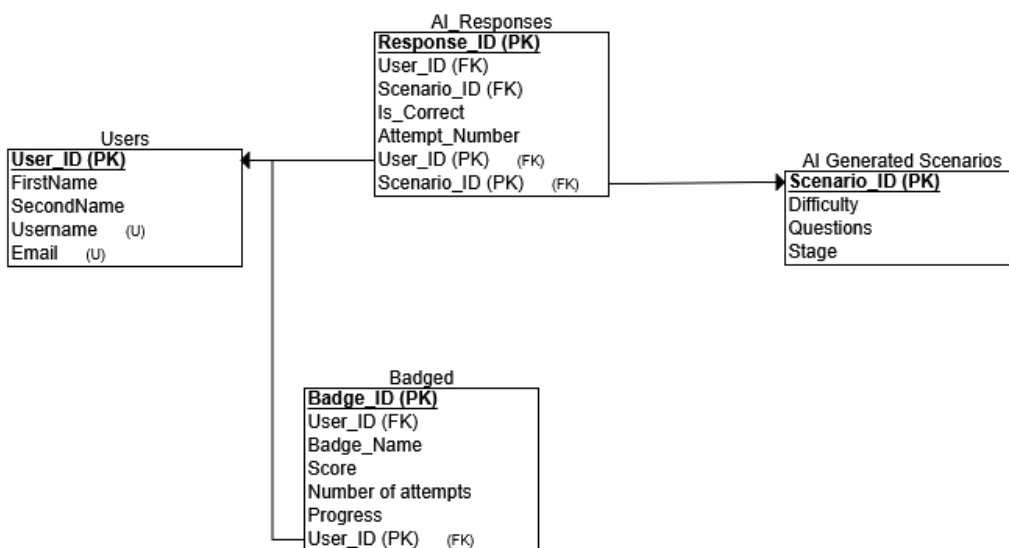 AI_Responses
Response_ID (PK)
User_ID (FK)
Scenario_ID (FK)
Is_Correct
Attempt_Number
User_ID (PK) (FK)
Scenario_ID (PK) (FK)
Users
User_ID (PK)
FirstName
SecondName
Username (U)
Email (U)
AI Generated Scenarios
Scenario_ID (PK)
Difficulty
Questions
Stage
Badged
Badge_ID (PK)
User_ID (FK)
Badge_Name
Score
Number of attempts
Progress
User_ID (PK) (FK)